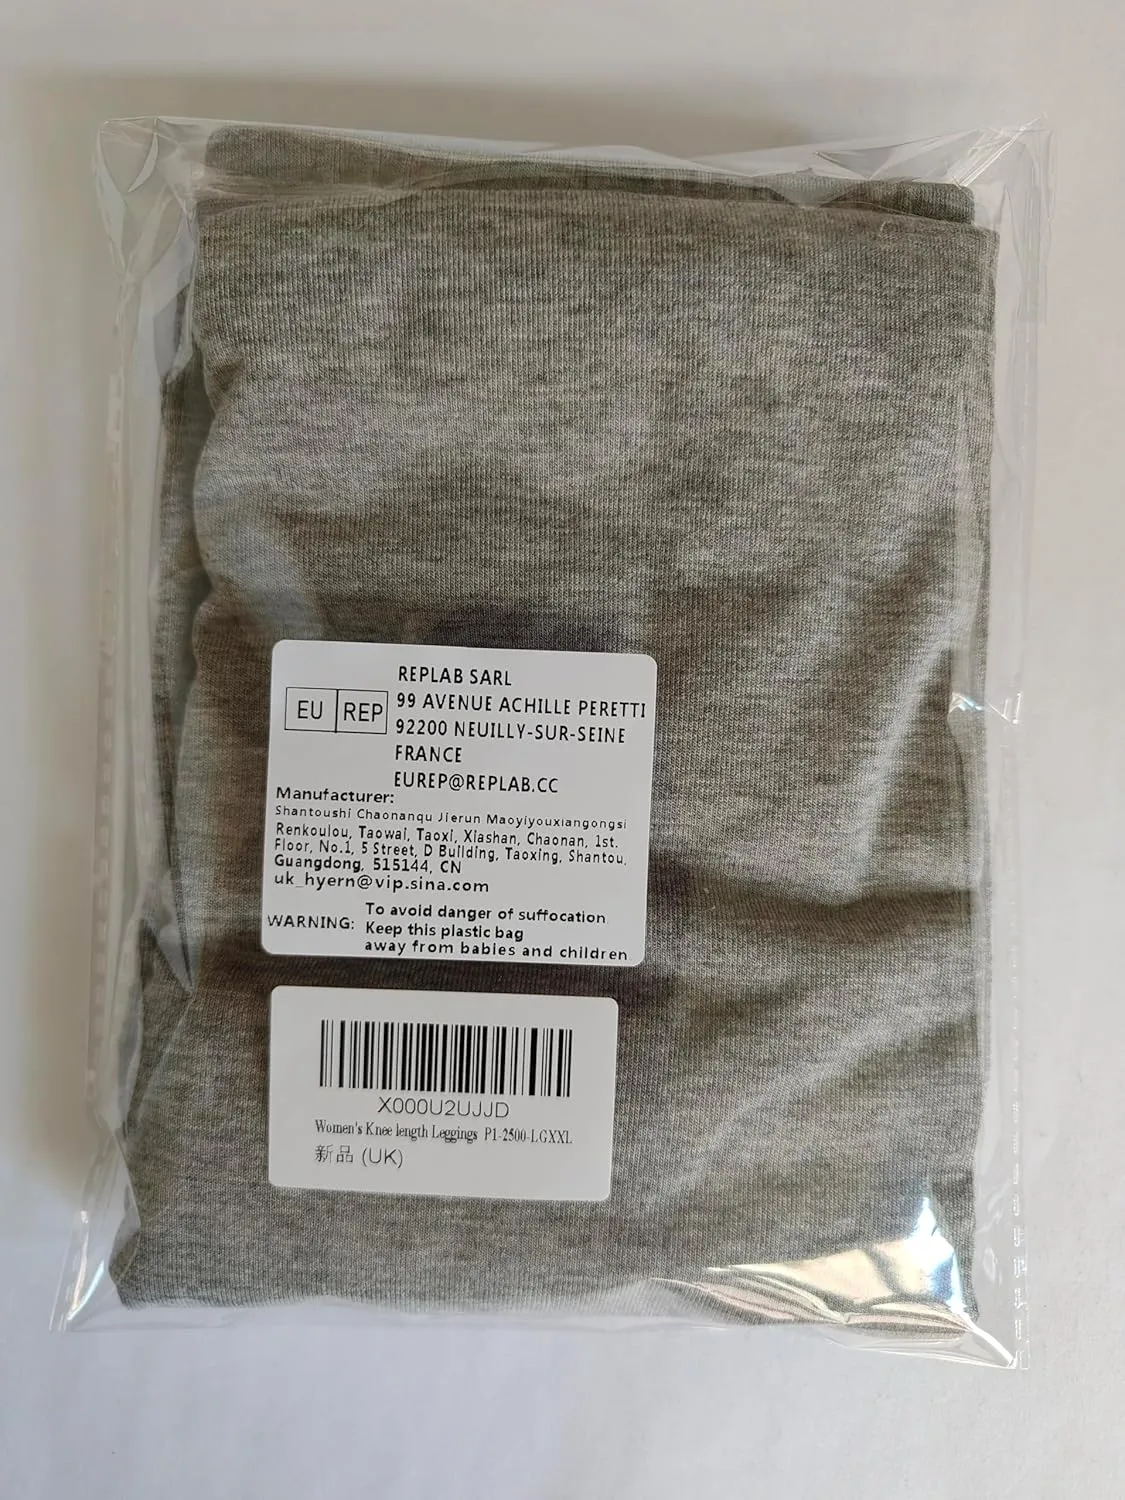 REPLAB SARL
EU REP 99 AVENUE ACHILLE PERETTI
92200 NEUILLY-SUR-SEINE
FRANCE
EUREP@REPLAB.CC
Manufacturer:
Shantoushi Chaonanqu Jierun Maoyiyouxiangongsi
Renkoulou, Taowai, Taoxi, Xiashan, Chaonan, 1st.
Floor, No.1, 5 Street, D Building, Taoxing, Shantou,
Guangdong, 515144, CN
uk_hyern@vip.sina.com
WARNING: To avoid danger of suffocation
Keep this plastic bag
away from babies and children
X000U2UJJD
Women's Knee length Leggings P1-2500-LGXXL
新品 (UK)